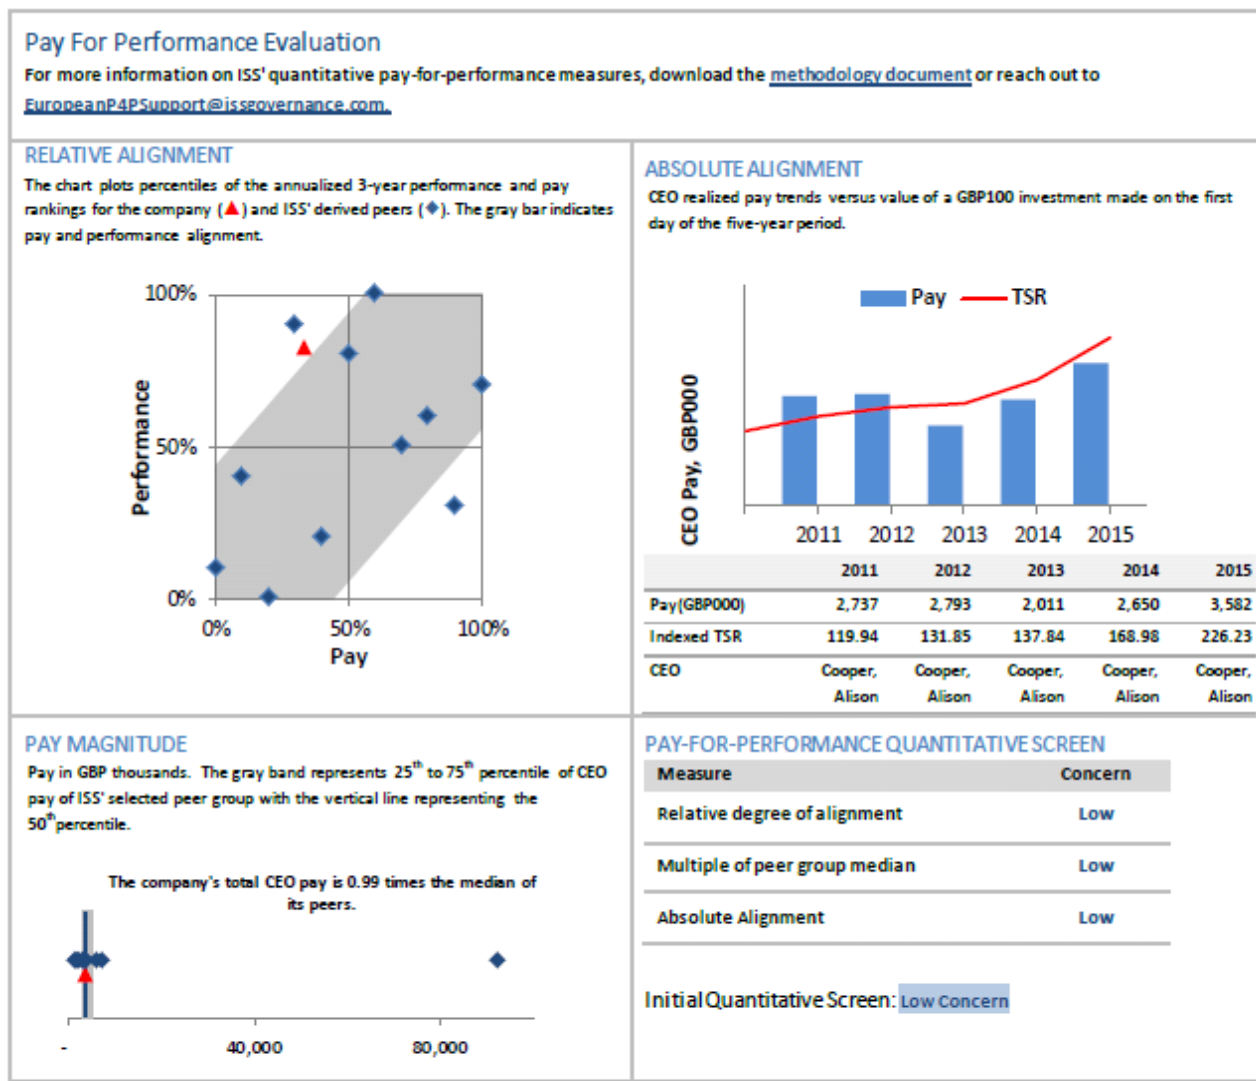 Pay For Performance Evaluation
For more information on ISS' quantitative pay-for-performance measures, download the methodology document or reach out to
EuropeanP4PSupport@issgovernance.com.
RELATIVE ALIGNMENT
The chart plots percentiles of the annualized 3-year performance and pay
rankings for the company (▲) and ISS' derived peers (◆). The gray bar indicates
pay and performance alignment.
100%
50%
0%
Performance
0% 50% 100%
Pay
ABSOLUTE ALIGNMENT
CEO realized pay trends versus value of a GBP100 investment made on the first
day of the five-year period.
Pay TSR
CEO Pay, GBP000
2011 2012 2013 2014 2015
2011 2012 2013 2014 2015
Pay(GBP000) 2,737 2,793 2,011 2,650 3,582
Indexed TSR 119.94 131.85 137.84 168.98 226.23
CEO Cooper, Cooper, Cooper, Cooper, Cooper,
Alison Alison Alison Alison Alison
PAY MAGNITUDE
Pay in GBP thousands. The gray band represents 25th to 75th percentile of CEO
pay of ISS' selected peer group with the vertical line representing the
50th percentile.
The company's total CEO pay is 0.99 times the median of
its peers.
- 40,000 80,000
PAY-FOR-PERFORMANCE QUANTITATIVE SCREEN
Measure Concern
Relative degree of alignment Low
Multiple of peer group median Low
Absolute Alignment Low
Initial Quantitative Screen: Low Concern